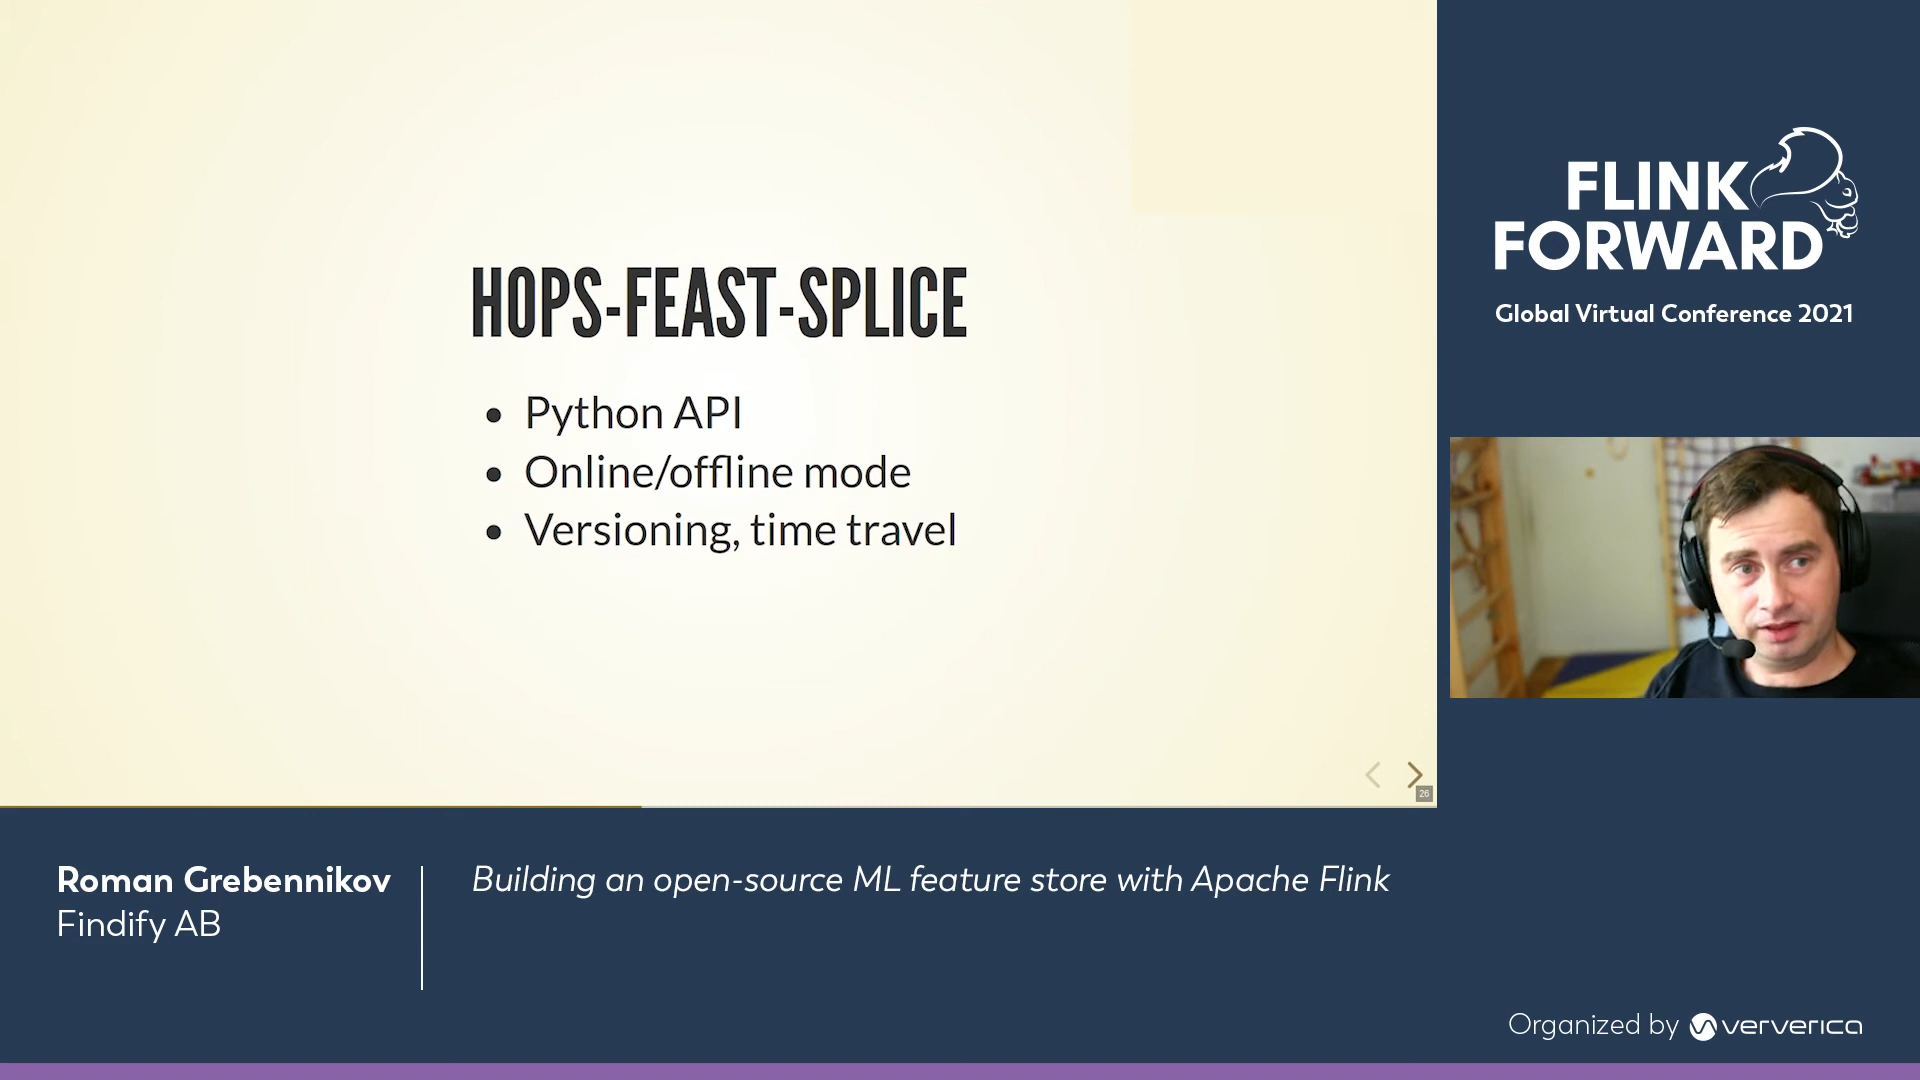 HOPS-FEAST-SPLICE
Python API
Online/offline mode
Versioning, time travel
26
FLINK
FORWARD
Global Virtual Conference 2021
Roman Grebennikov
Findify AB
Building an open-source ML feature store with Apache Flink
Organized by ververica